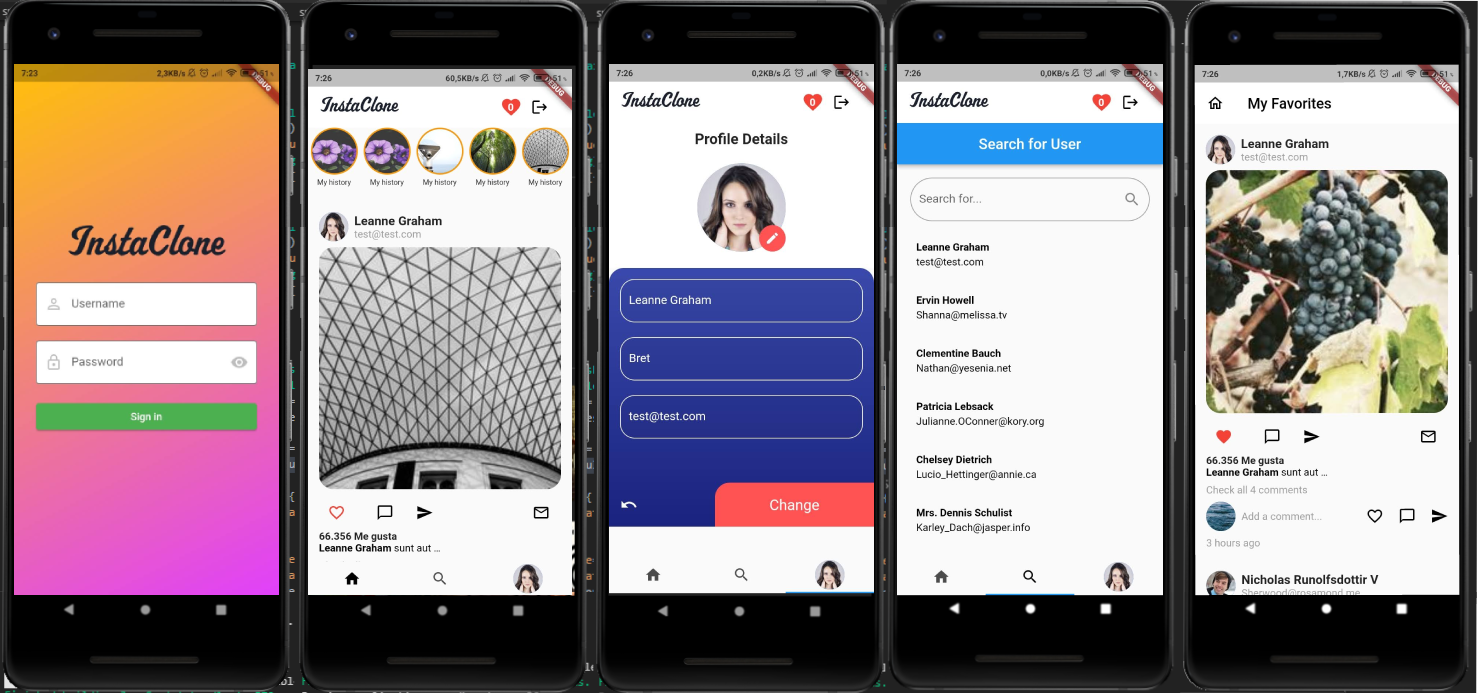 7:23
2,3KB/s
51
DEBUG
InstaClone
Username
Password
Sign in
7:26
60,5KB/s
51
DEBUG
InstaClone
0
My history
My history
My history
My history
My history
Leanne Graham
test@test.com
66.356 Me gusta
Leanne Graham sunt aut ...
7:26
0,2KB/s
51
DEBUG
InstaClone
0
Profile Details
Leanne Graham
Bret
test@test.com
Change
7:26
0,0KB/s
51
DEBUG
InstaClone
0
Search for User
Search for...
Leanne Graham
test@test.com
Ervin Howell
Shanna@melissa.tv
Clementine Bauch
Nathan@yesenia.net
Patricia Lebsack
Julianne.OConner@kory.org
Chelsey Dietrich
Lucio_Hettinger@annie.ca
Mrs. Dennis Schulist
Karley_Dach@jasper.info
7:26
1,7KB/s
51
DEBUG
My Favorites
Leanne Graham
test@test.com
66.356 Me gusta
Leanne Graham sunt aut ...
Check all 4 comments
Add a comment...
3 hours ago
Nicholas Runolfsdottir V
Sherwood@rosamond.me